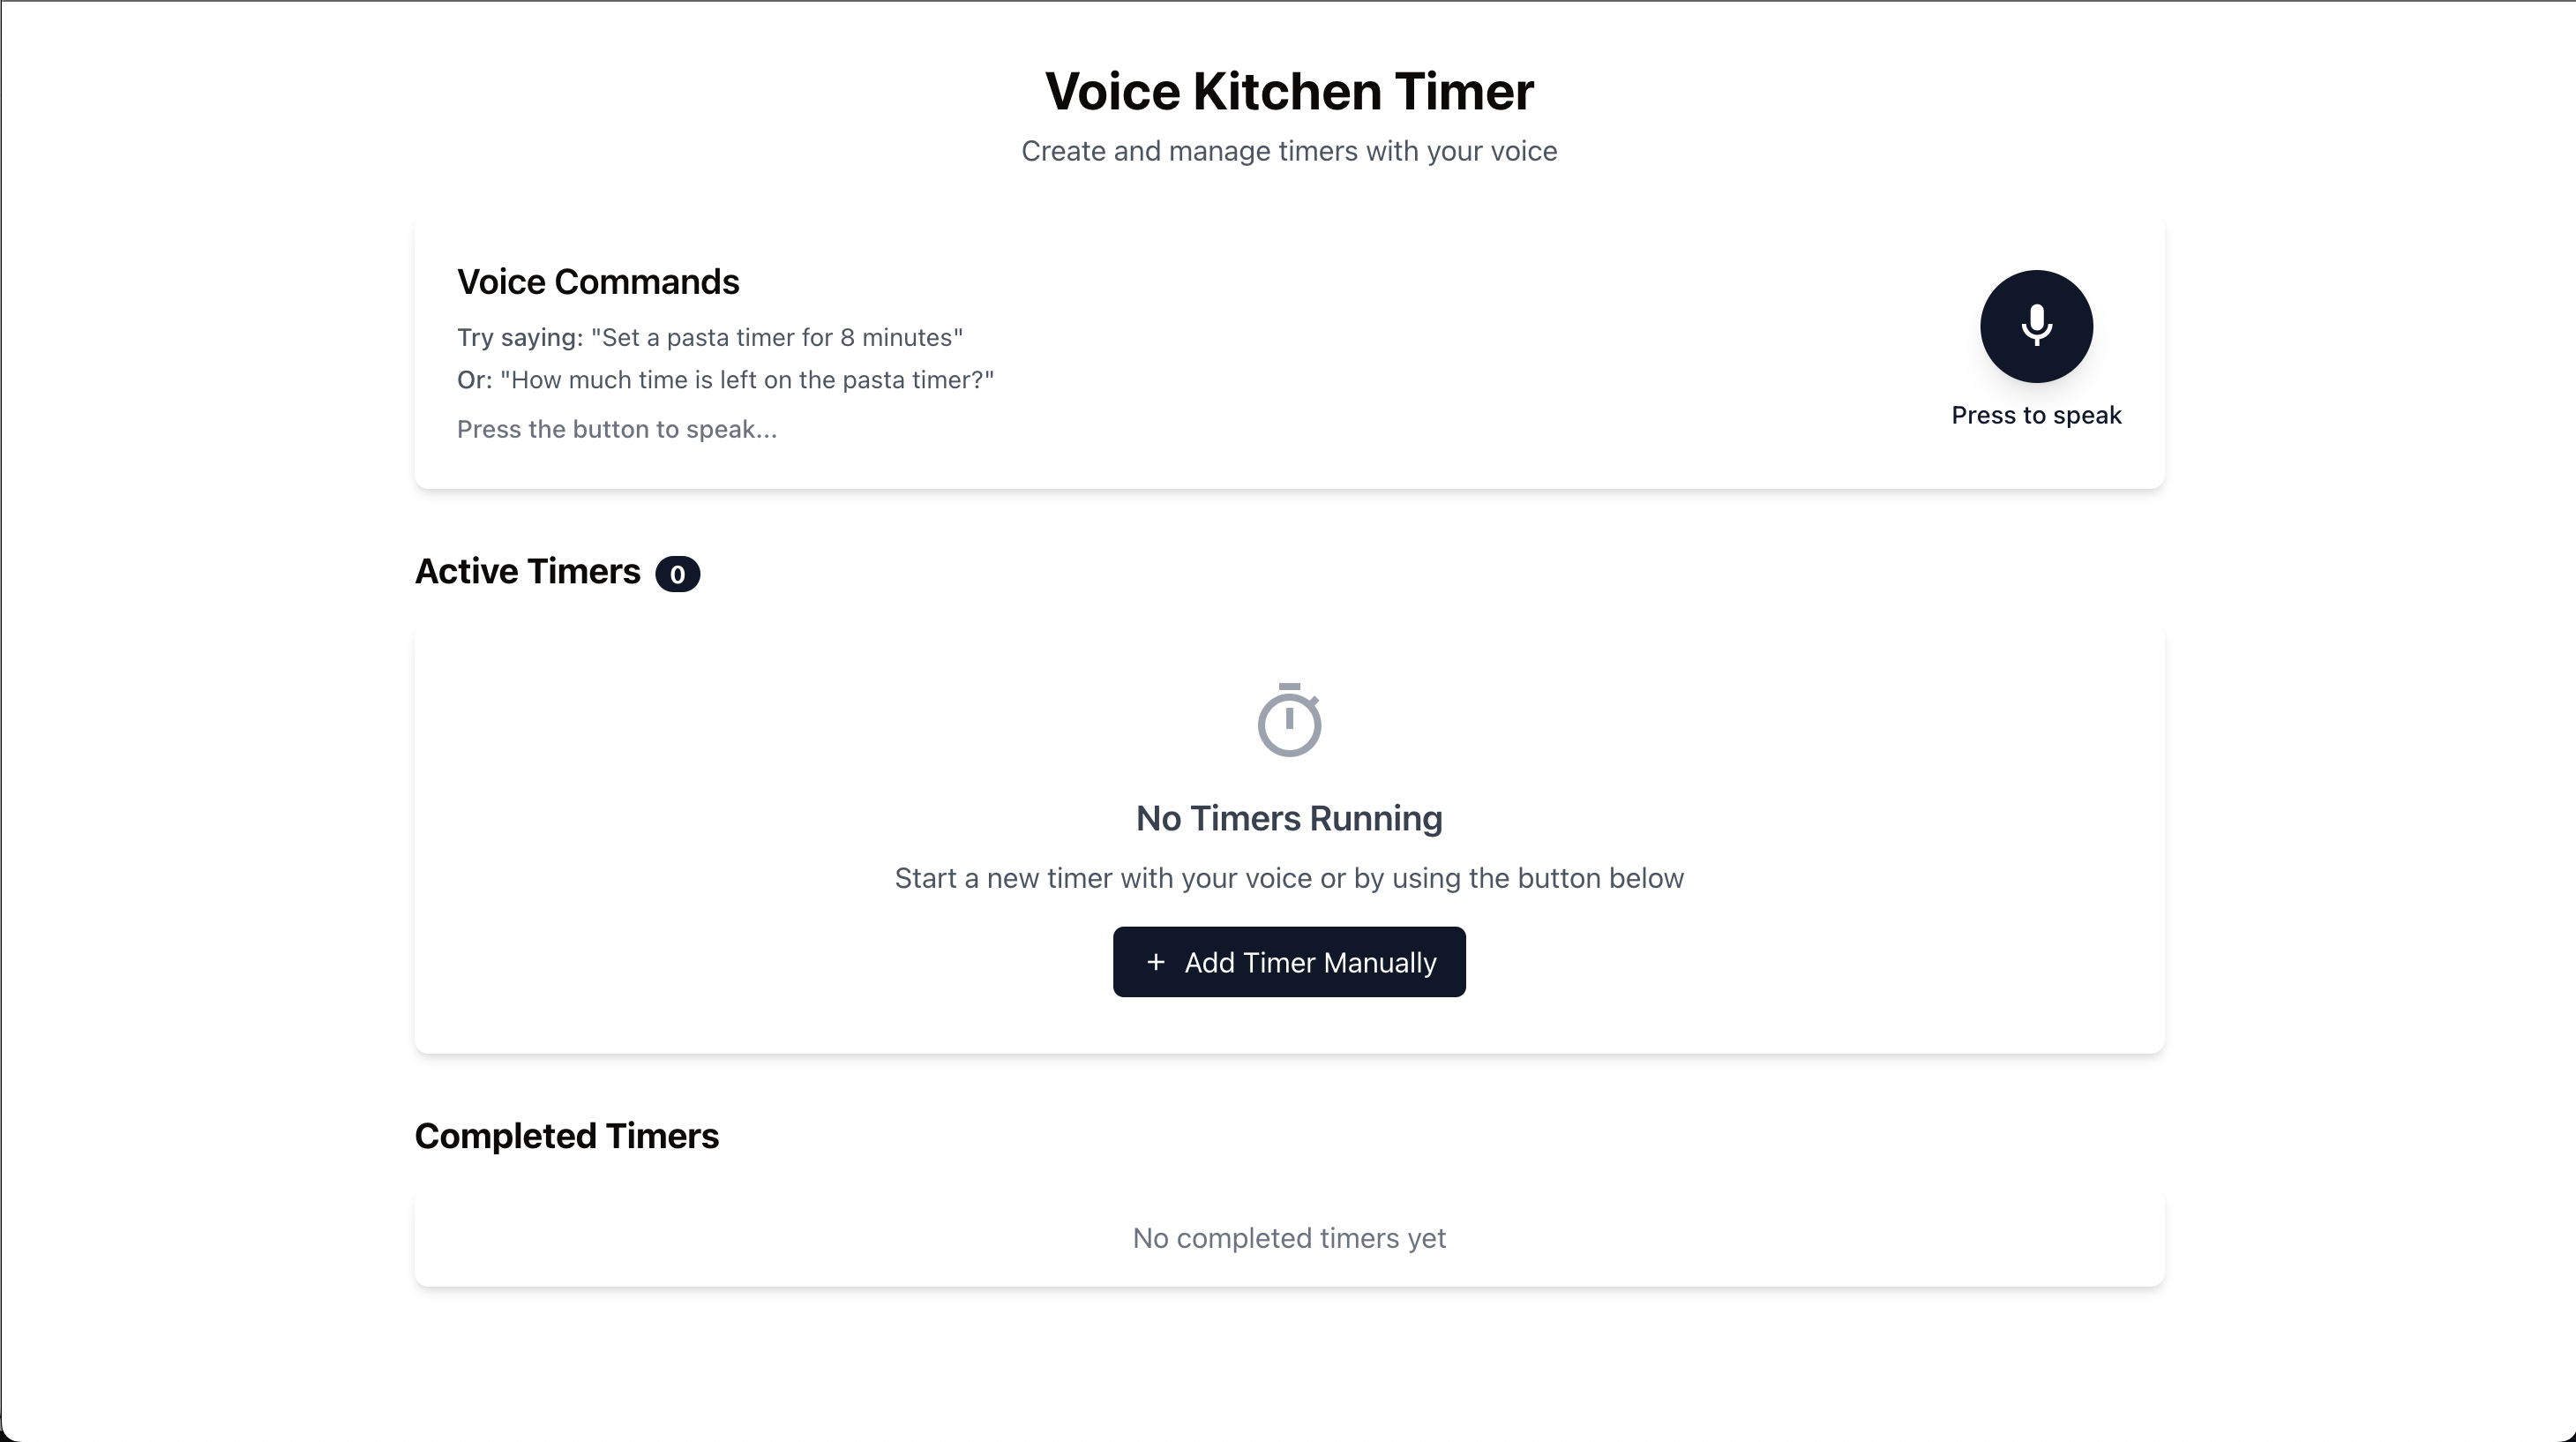 Voice Kitchen Timer
Create and manage timers with your voice
Voice Commands
Try saying: "Set a pasta timer for 8 minutes"
Or: "How much time is left on the pasta timer?"
Press the button to speak...
Press to speak
Active Timers 0
No Timers Running
Start a new timer with your voice or by using the button below
+ Add Timer Manually
Completed Timers
No completed timers yet